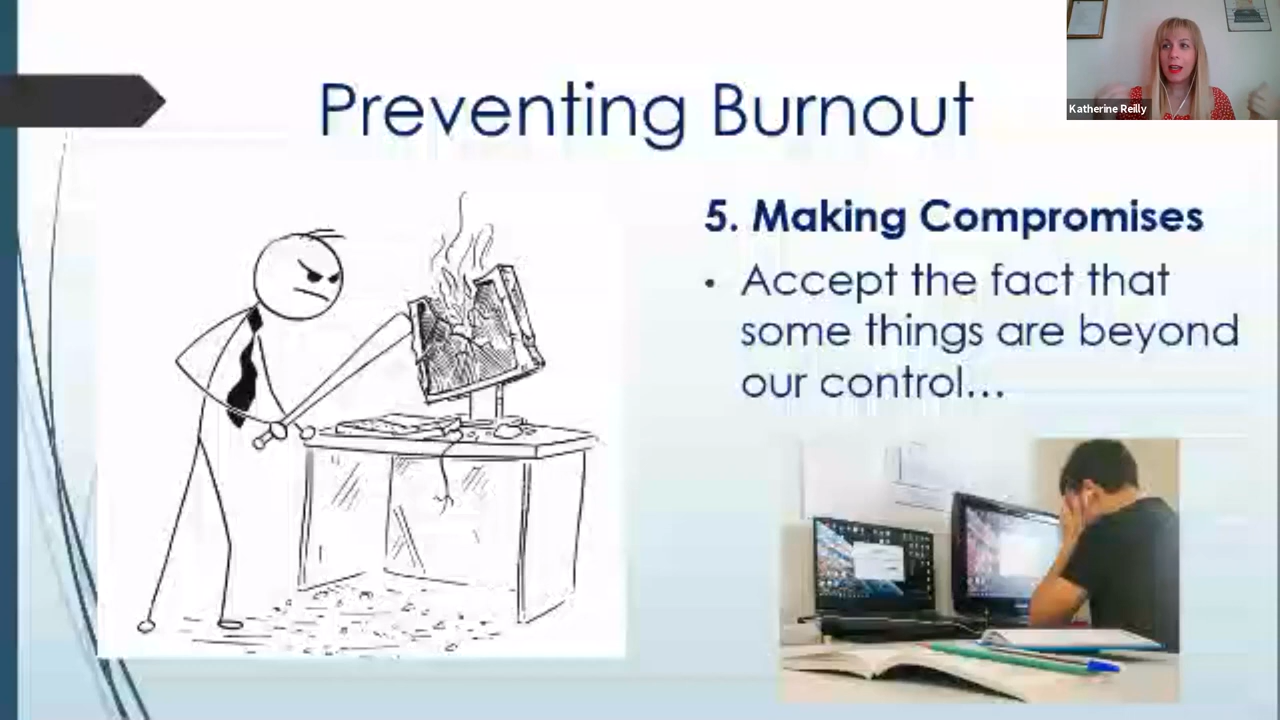 Katherine Reilly
Preventing Burnout
5. Making Compromises
• Accept the fact that
some things are beyond
our control...